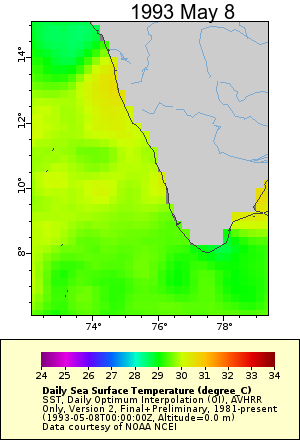 1993 May 8
14°
12°
10°
8°
74°
76°
78°
24 25 26 27 28 29 30 31 32 33 34
Daily Sea Surface Temperature (degree_C)
SST, Daily Optimum Interpolation (OI), AVHRR
Only, Version 2, Final+Preliminary, 1981-present
(1993-05-08T00:00:00Z, Altitude=0.0 m)
Data courtesy of NOAA NCEI